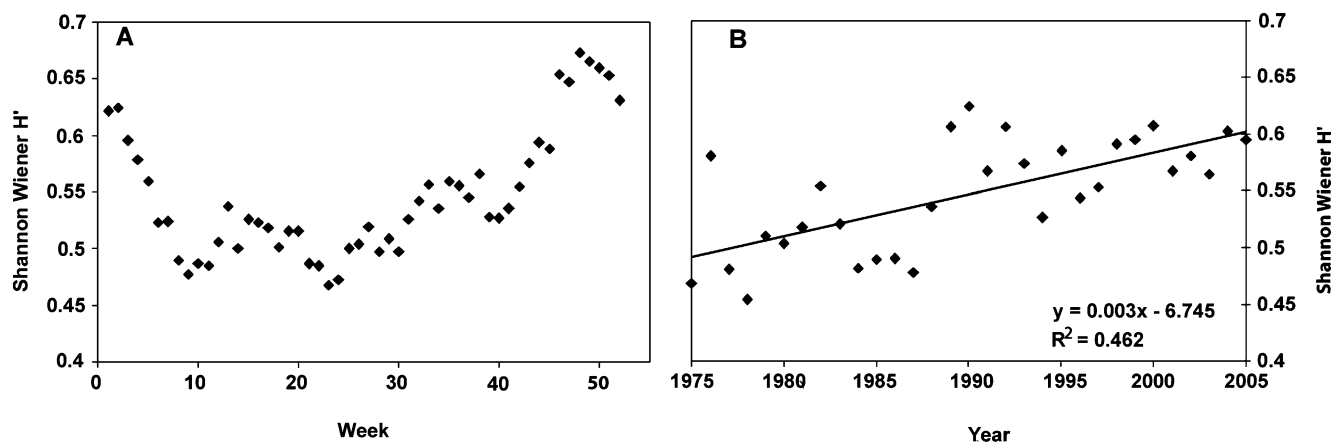 A
Shannon Wiener H'
0.7
0.65
0.6
0.55
0.5
0.45
0.4
0 10 20 30 40 50
Week
B
y = 0.003x - 6.745
R2 = 0.462
0.7
0.65
0.6
0.55
0.5
0.45
0.4
Shannon Wiener H'
1975 1980 1985 1990 1995 2000 2005
Year